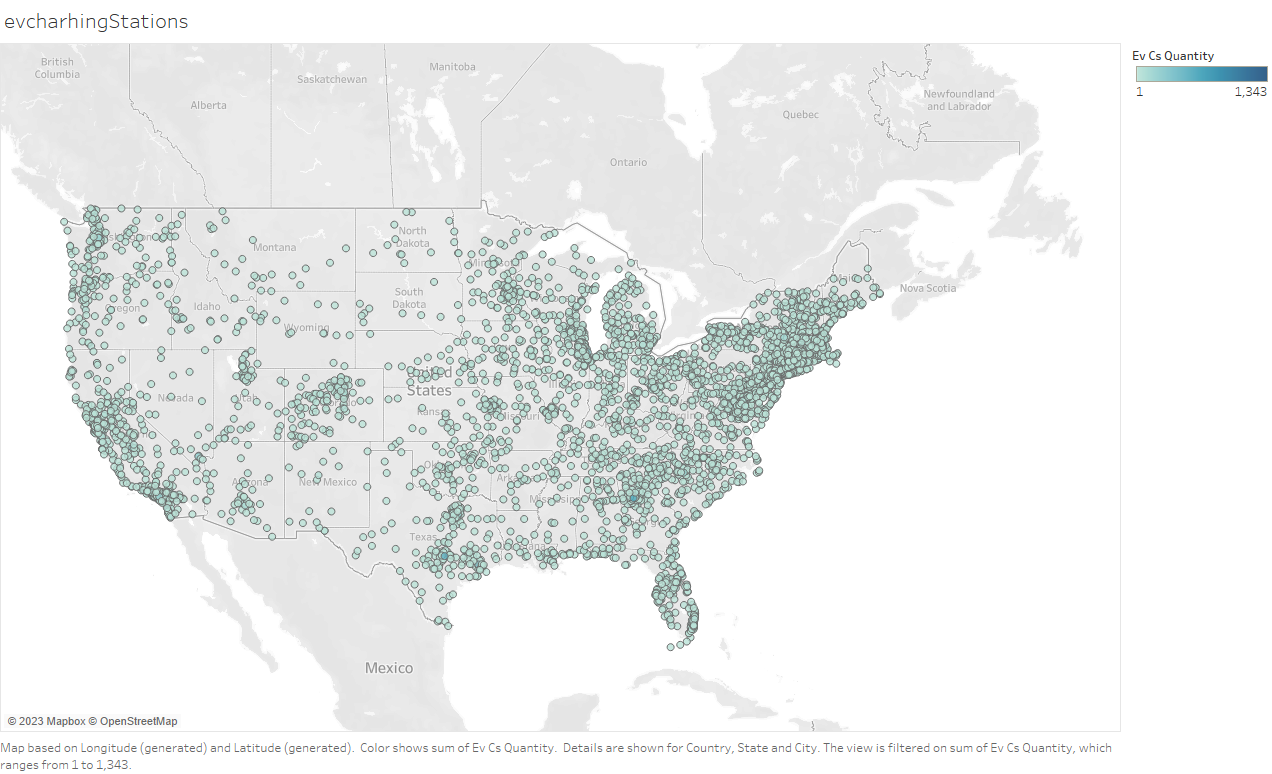 evcharhingStations
Ev Cs Quantity
1
1,343
British
Columbia
Alberta
Saskatchewan
Manitoba
Ontario
Quebec
Newfoundland
and Labrador
Nova Scotia
Montana
North
Dakota
South
Dakota
Idaho
Wyoming
Nevada
United
States
Arizona
New Mexico
Texas
Mexico
© 2023 Mapbox © OpenStreetMap
Map based on Longitude (generated) and Latitude (generated). Color shows sum of Ev Cs Quantity. Details are shown for Country, State and City. The view is filtered on sum of Ev Cs Quantity, which
ranges from 1 to 1,343.